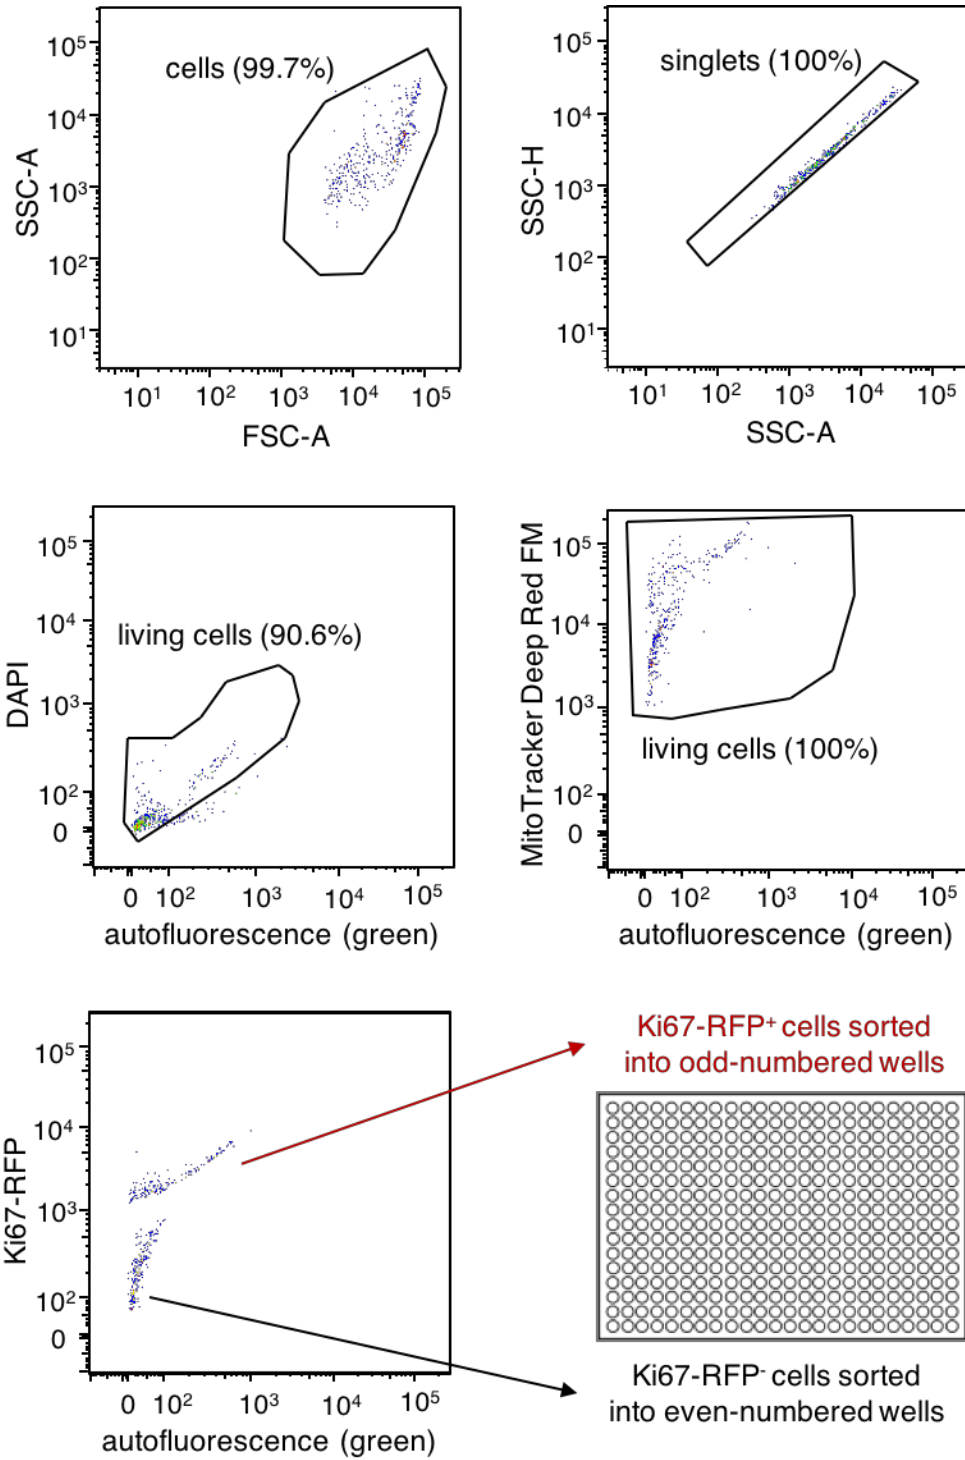 cells (99.7%)
SSC-A
10⁵
10⁴
10³
10²
10¹
10¹ 10² 10³ 10⁴ 10⁵
FSC-A
singlets (100%)
SSC-H
10⁵
10⁴
10³
10²
10¹
10¹ 10² 10³ 10⁴ 10⁵
SSC-A
living cells (90.6%)
DAPI
10⁵
10⁴
10³
10²
0
0 10² 10³ 10⁴ 10⁵
autofluorescence (green)
MitoTracker Deep Red FM
10⁵
10⁴
10³
10²
0
living cells (100%)
0 10² 10³ 10⁴ 10⁵
autofluorescence (green)
Ki67-RFP
10⁵
10⁴
10³
10²
0
0 10² 10³ 10⁴ 10⁵
autofluorescence (green)
Ki67-RFP⁺ cells sorted
into odd-numbered wells
Ki67-RFP⁻ cells sorted
into even-numbered wells